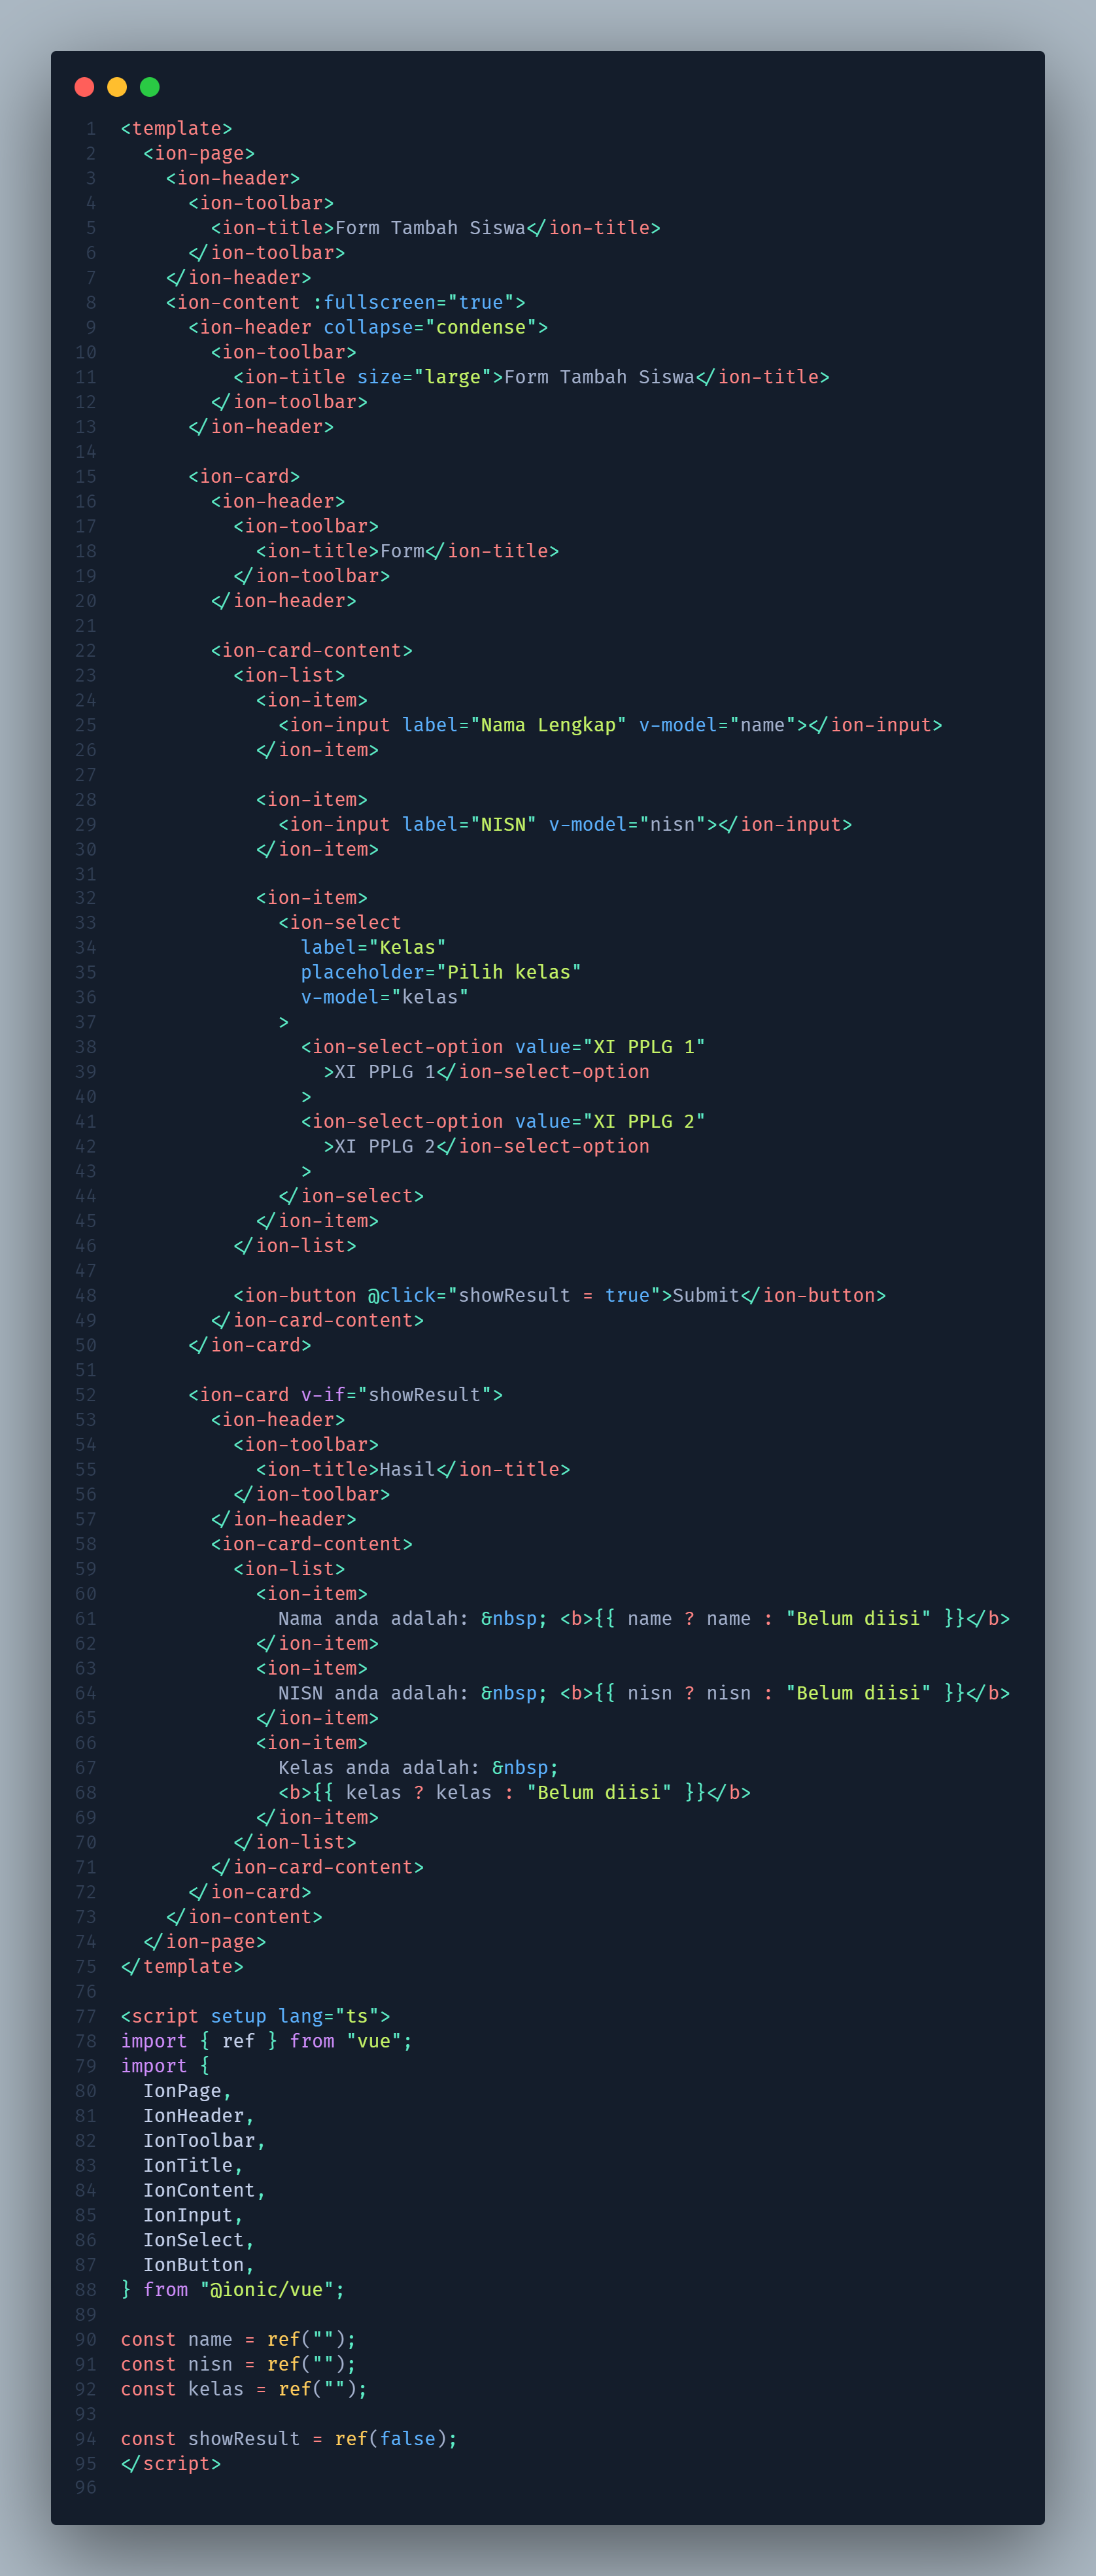 1 <template>
2   <ion-page>
3     <ion-header>
4       <ion-toolbar>
5         <ion-title>Form Tambah Siswa</ion-title>
6       </ion-toolbar>
7     </ion-header>
8     <ion-content :fullscreen="true">
9       <ion-header collapse="condense">
10         <ion-toolbar>
11           <ion-title size="large">Form Tambah Siswa</ion-title>
12         </ion-toolbar>
13       </ion-header>
14
15       <ion-card>
16         <ion-header>
17           <ion-toolbar>
18             <ion-title>Form</ion-title>
19           </ion-toolbar>
20         </ion-header>
21
22         <ion-card-content>
23           <ion-list>
24             <ion-item>
25               <ion-input label="Nama Lengkap" v-model="name"></ion-input>
26             </ion-item>
27
28             <ion-item>
29               <ion-input label="NISN" v-model="nisn"></ion-input>
30             </ion-item>
31
32             <ion-item>
33               <ion-select
34                 label="Kelas"
35                 placeholder="Pilih kelas"
36                 v-model="kelas"
37               >
38                 <ion-select-option value="XI PPLG 1"
39                   >XI PPLG 1</ion-select-option
40                 >
41                 <ion-select-option value="XI PPLG 2"
42                   >XI PPLG 2</ion-select-option
43                 >
44               </ion-select>
45             </ion-item>
46           </ion-list>
47
48           <ion-button @click="showResult = true">Submit</ion-button>
49         </ion-card-content>
50       </ion-card>
51
52       <ion-card v-if="showResult">
53         <ion-header>
54           <ion-toolbar>
55             <ion-title>Hasil</ion-title>
56           </ion-toolbar>
57         </ion-header>
58         <ion-card-content>
59           <ion-list>
60             <ion-item>
61               Nama anda adalah: &nbsp; <b>{{ name ? name : "Belum diisi" }}</b>
62             </ion-item>
63             <ion-item>
64               NISN anda adalah: &nbsp; <b>{{ nisn ? nisn : "Belum diisi" }}</b>
65             </ion-item>
66             <ion-item>
67               Kelas anda adalah: &nbsp;
68               <b>{{ kelas ? kelas : "Belum diisi" }}</b>
69             </ion-item>
70           </ion-list>
71         </ion-card-content>
72       </ion-card>
73     </ion-content>
74   </ion-page>
75 </template>
76
77 <script setup lang="ts">
78 import { ref } from "vue";
79 import {
80   IonPage,
81   IonHeader,
82   IonToolbar,
83   IonTitle,
84   IonContent,
85   IonInput,
86   IonSelect,
87   IonButton,
88 } from "@ionic/vue";
89
90 const name = ref("");
91 const nisn = ref("");
92 const kelas = ref("");
93
94 const showResult = ref(false);
95 </script>
96